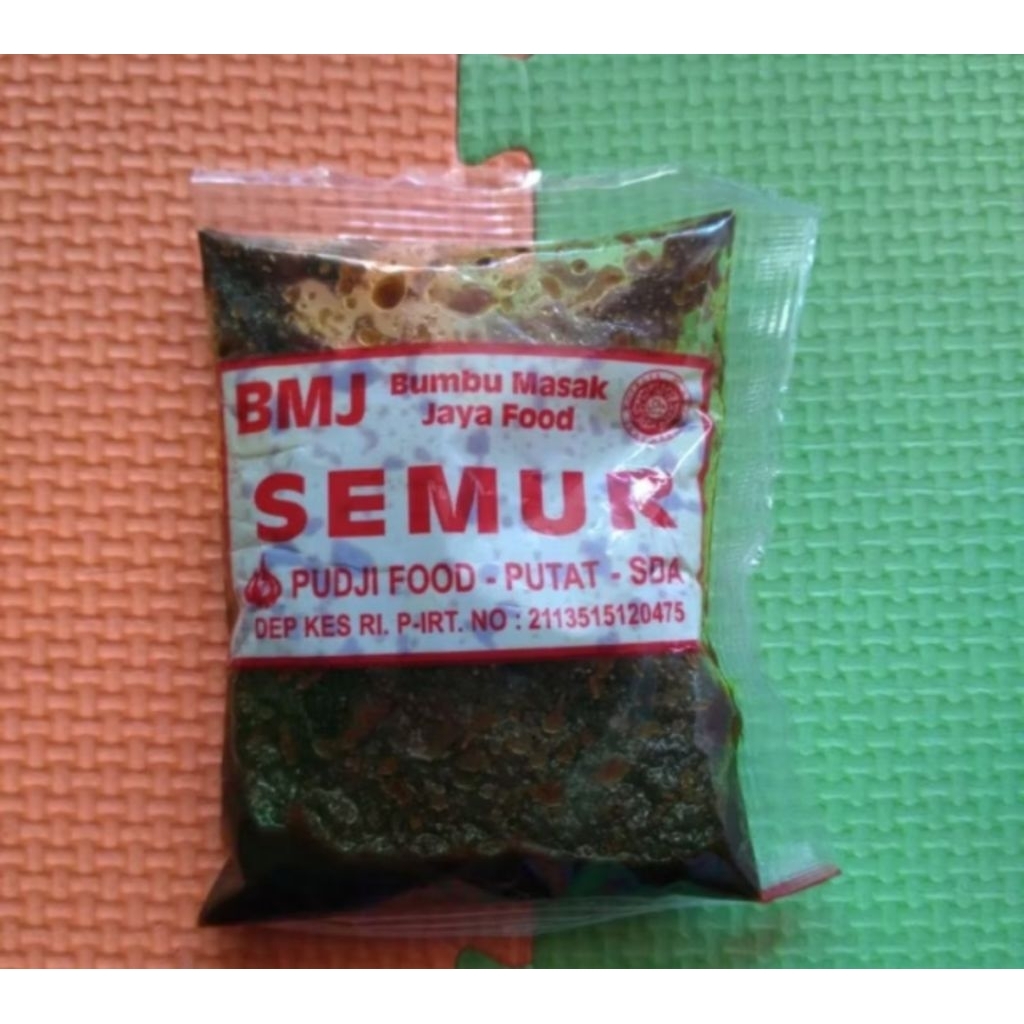 BMJ Bumbu Masak
Jaya Food
SEMUR
PUDJI FOOD - PUTAT - SDA
DEP KES RI. P-IRT. NO : 2113515120475